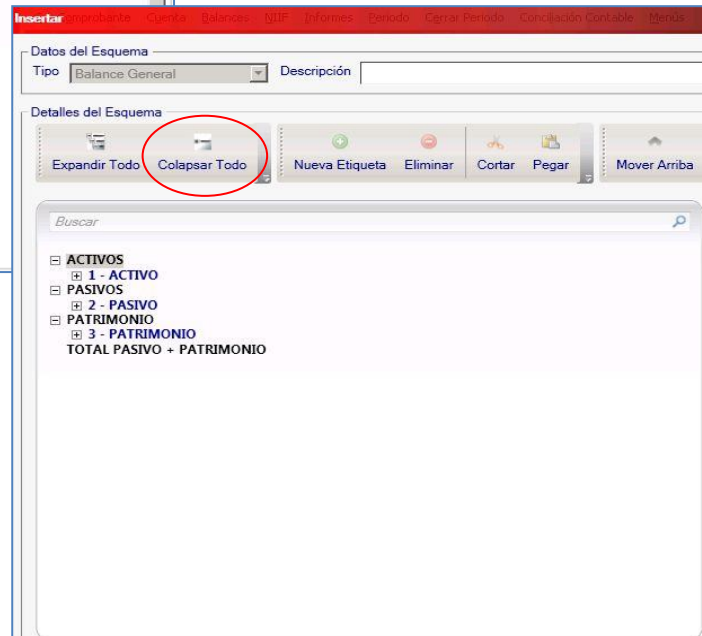 Insertar omprobante Cuenta Balances NIIF Informes Periodo Cerrar Periodo Conciliación Contable Menús
Datos del Esquema
Tipo Balance General Descripción
Detalles del Esquema
Expandir Todo Colapsar Todo Nueva Etiqueta Eliminar Cortar Pegar Mover Arriba
Buscar
ACTIVOS
1 - ACTIVO
PASIVOS
2 - PASIVO
PATRIMONIO
3 - PATRIMONIO
TOTAL PASIVO + PATRIMONIO